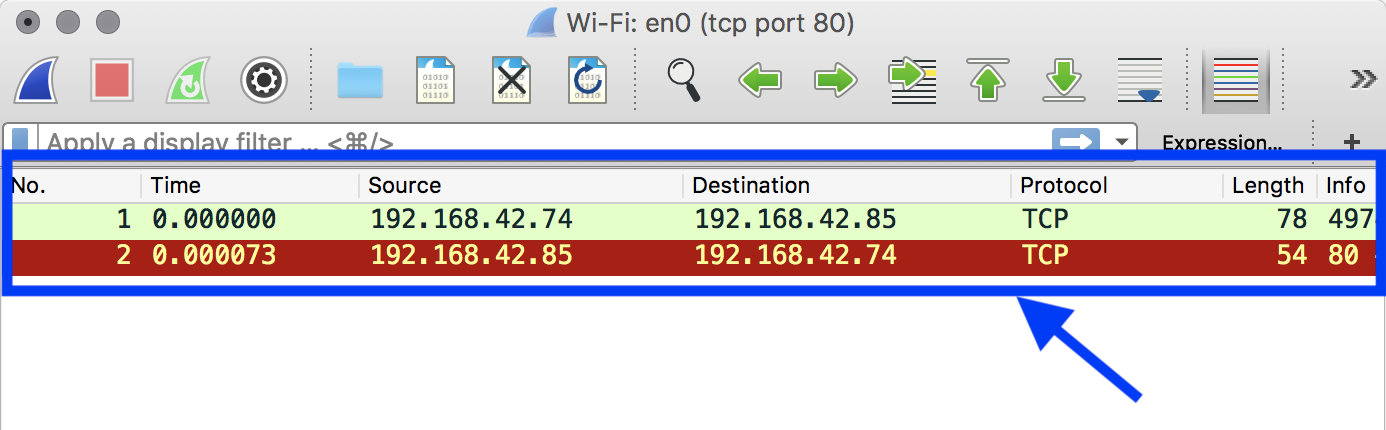 Wi-Fi: en0 (tcp port 80)
Apply a display filter ... <⌘/>
Expression...
+
No. Time Source Destination Protocol Length Info
1 0.000000 192.168.42.74 192.168.42.85 TCP 78 497
2 0.000073 192.168.42.85 192.168.42.74 TCP 54 80